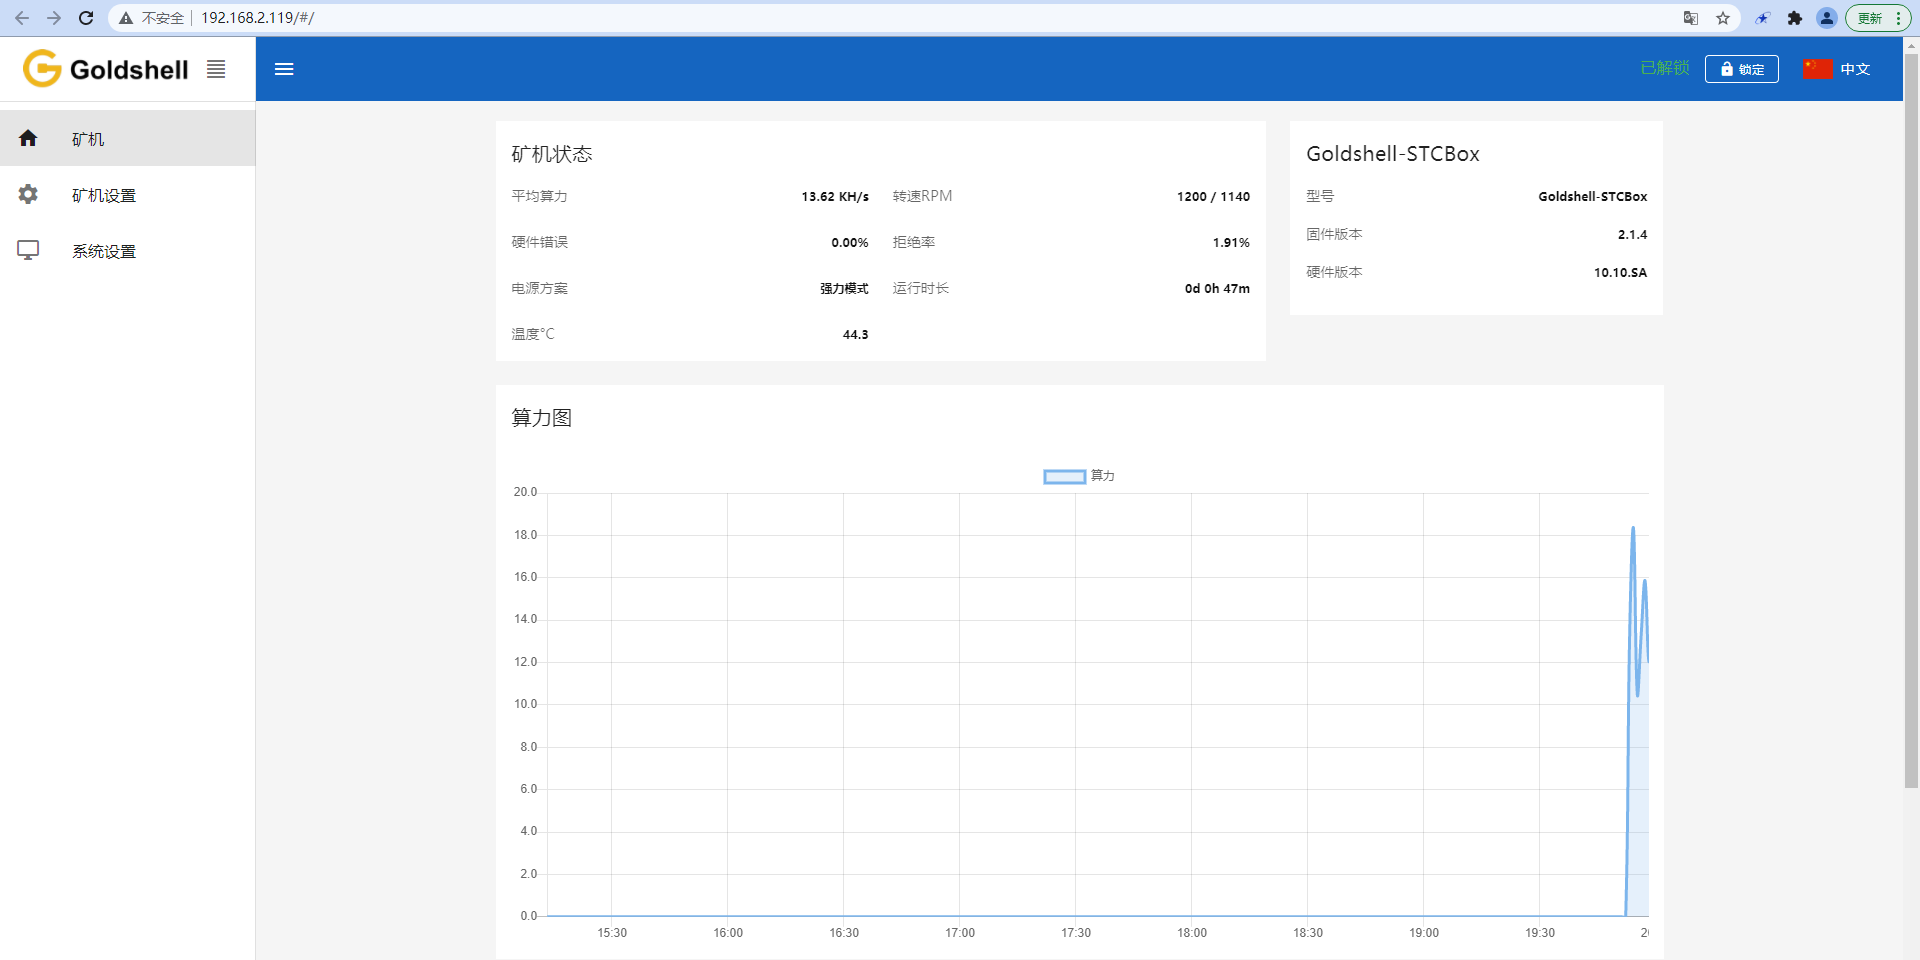 不安全 192.168.2.119/#/ 更新
Goldshell 已解锁 锁定 中文
矿机
矿机设置
系统设置
矿机状态
平均算力 13.62 KH/s 转速RPM 1200 / 1140
硬件错误 0.00% 拒绝率 1.91%
电源方案 强力模式 运行时长 0d 0h 47m
温度°C 44.3
Goldshell-STCBox
型号 Goldshell-STCBox
固件版本 2.1.4
硬件版本 10.10.SA
算力图
算力
20.0
18.0
16.0
14.0
12.0
10.0
8.0
6.0
4.0
2.0
0.0
15:30 16:00 16:30 17:00 17:30 18:00 18:30 19:00 19:30